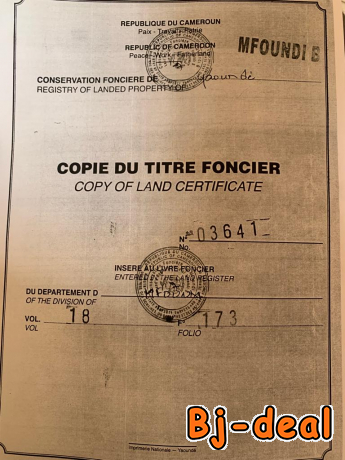 REPUBLIQUE DU CAMEROUN
Paix - Travail - Patrie
REPUBLIC OF CAMEROON
Peace - Work - Fatherland
MFOUNDI B
CONSERVATION FONCIERE DE Yaoundé
REGISTRY OF LANDED PROPERTY OF
COPIE DU TITRE FONCIER
COPY OF LAND CERTIFICATE
No. 03641
INSERE AU LIVRE FONCIER
ENTERED IN THE LAND REGISTER
DU DEPARTEMENT D
OF THE DIVISION OF
VOL. 18
VOL
173
FOLIO
Imprimerie Nationale — Yaoundé
Bj-deal